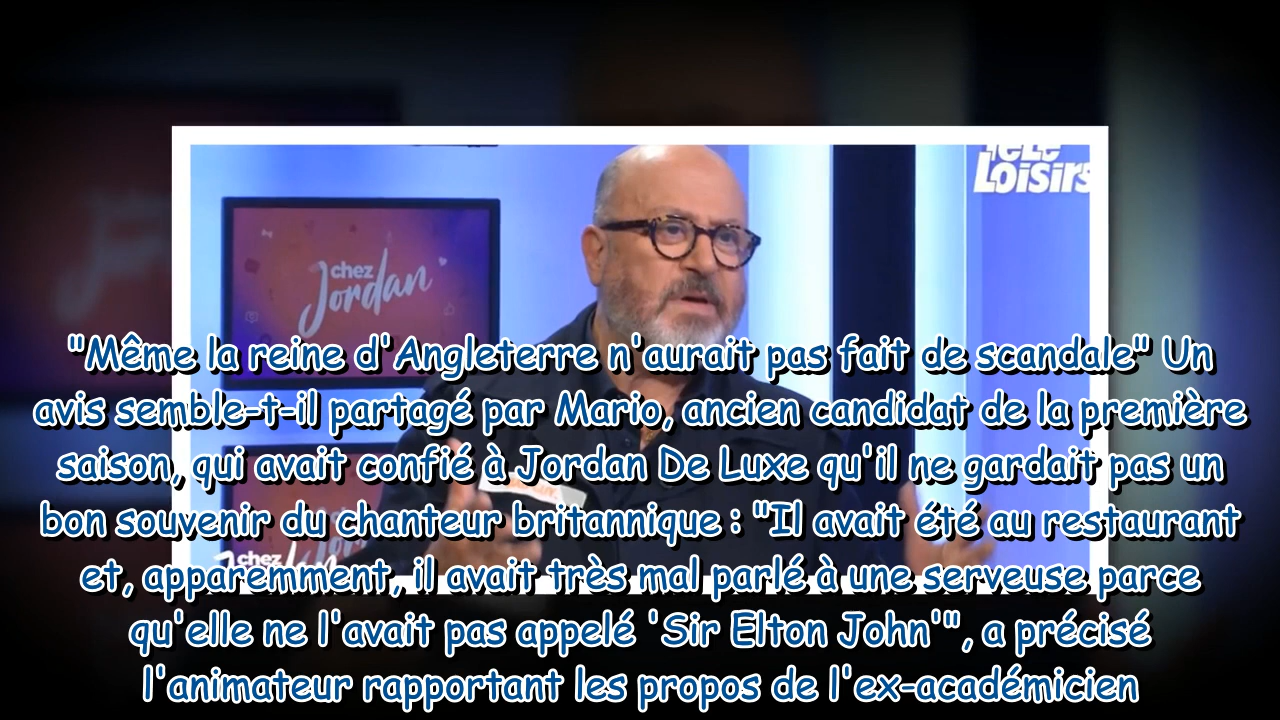 TéLé
Loisirs
chez
Jordan
"Même la reine d'Angleterre n'aurait pas fait de scandale" Un
avis semble-t-il partagé par Mario, ancien candidat de la première
saison, qui avait confié à Jordan De Luxe qu'il ne gardait pas un
bon souvenir du chanteur britannique : "Il avait été au restaurant
et, apparemment, il avait très mal parlé à une serveuse parce
qu'elle ne l'avait pas appelé 'Sir Elton John'", a précisé
l'animateur rapportant les propos de l'ex-académicien
chez